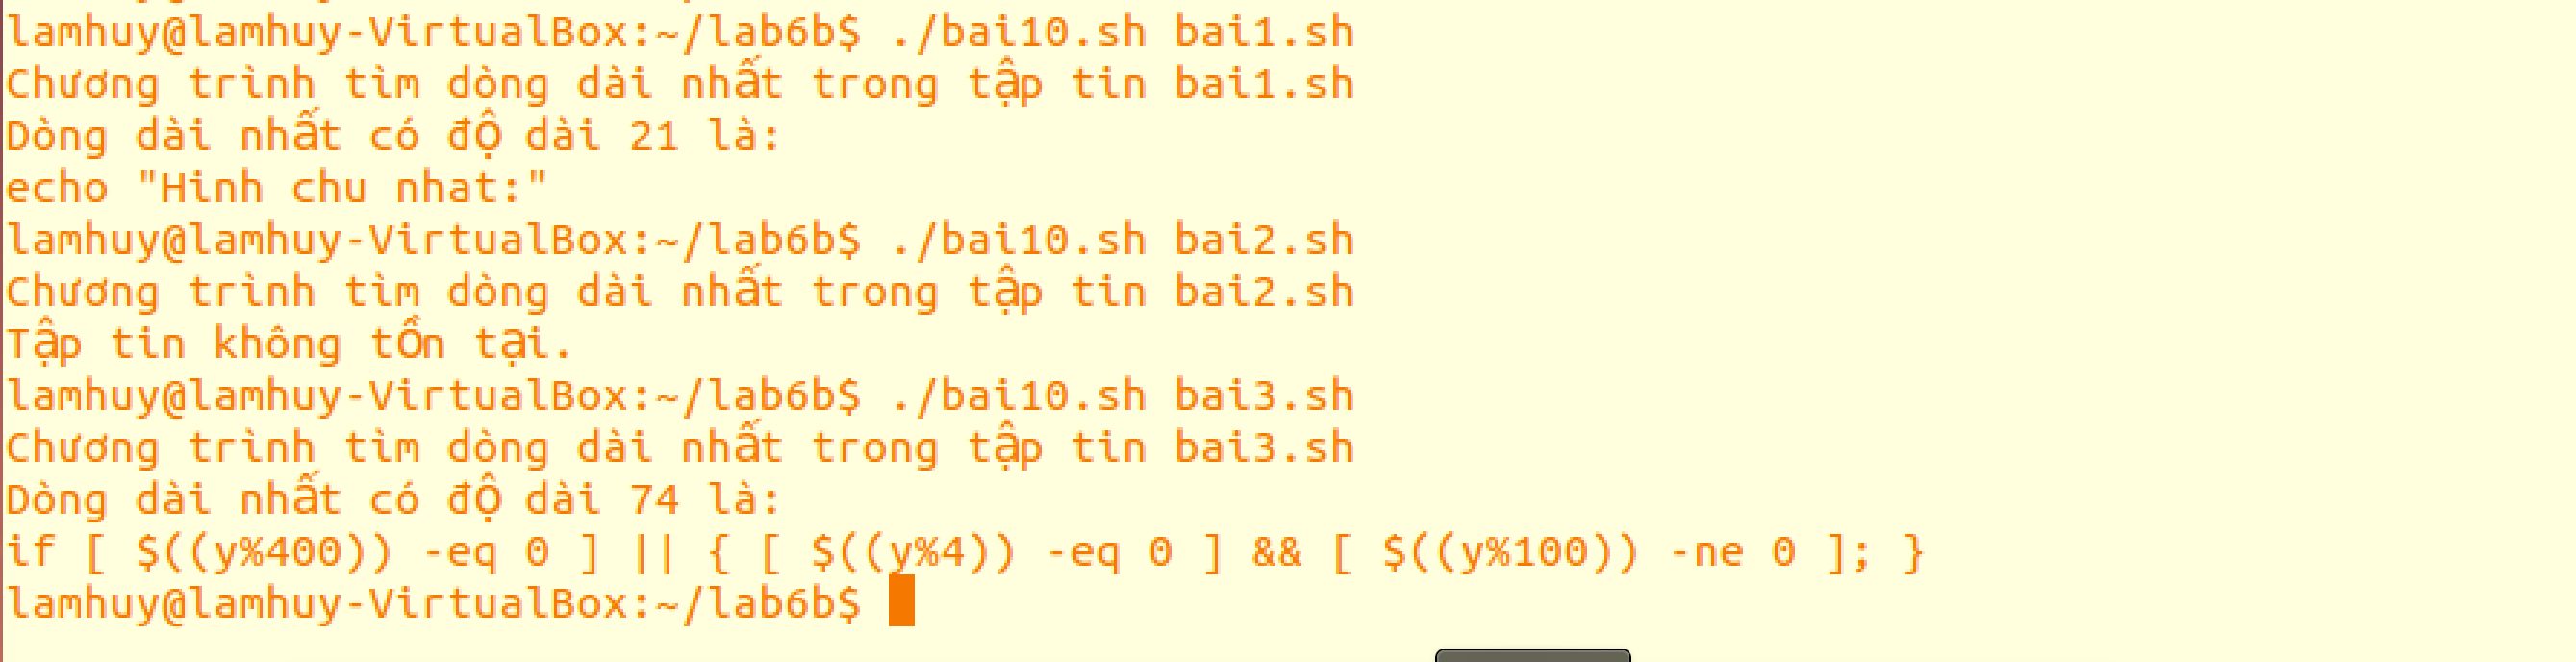 lamhuy@lamhuy-VirtualBox:~/lab6b$ ./bai10.sh bai1.sh
Chương trình tìm dòng dài nhất trong tập tin bai1.sh
Dòng dài nhất có độ dài 21 là:
echo "Hinh chu nhat:"
lamhuy@lamhuy-VirtualBox:~/lab6b$ ./bai10.sh bai2.sh
Chương trình tìm dòng dài nhất trong tập tin bai2.sh
Tập tin không tồn tại.
lamhuy@lamhuy-VirtualBox:~/lab6b$ ./bai10.sh bai3.sh
Chương trình tìm dòng dài nhất trong tập tin bai3.sh
Dòng dài nhất có độ dài 74 là:
if [ $((y%400)) -eq 0 ] || { [ $((y%4)) -eq 0 ] && [ $((y%100)) -ne 0 ]; }
lamhuy@lamhuy-VirtualBox:~/lab6b$